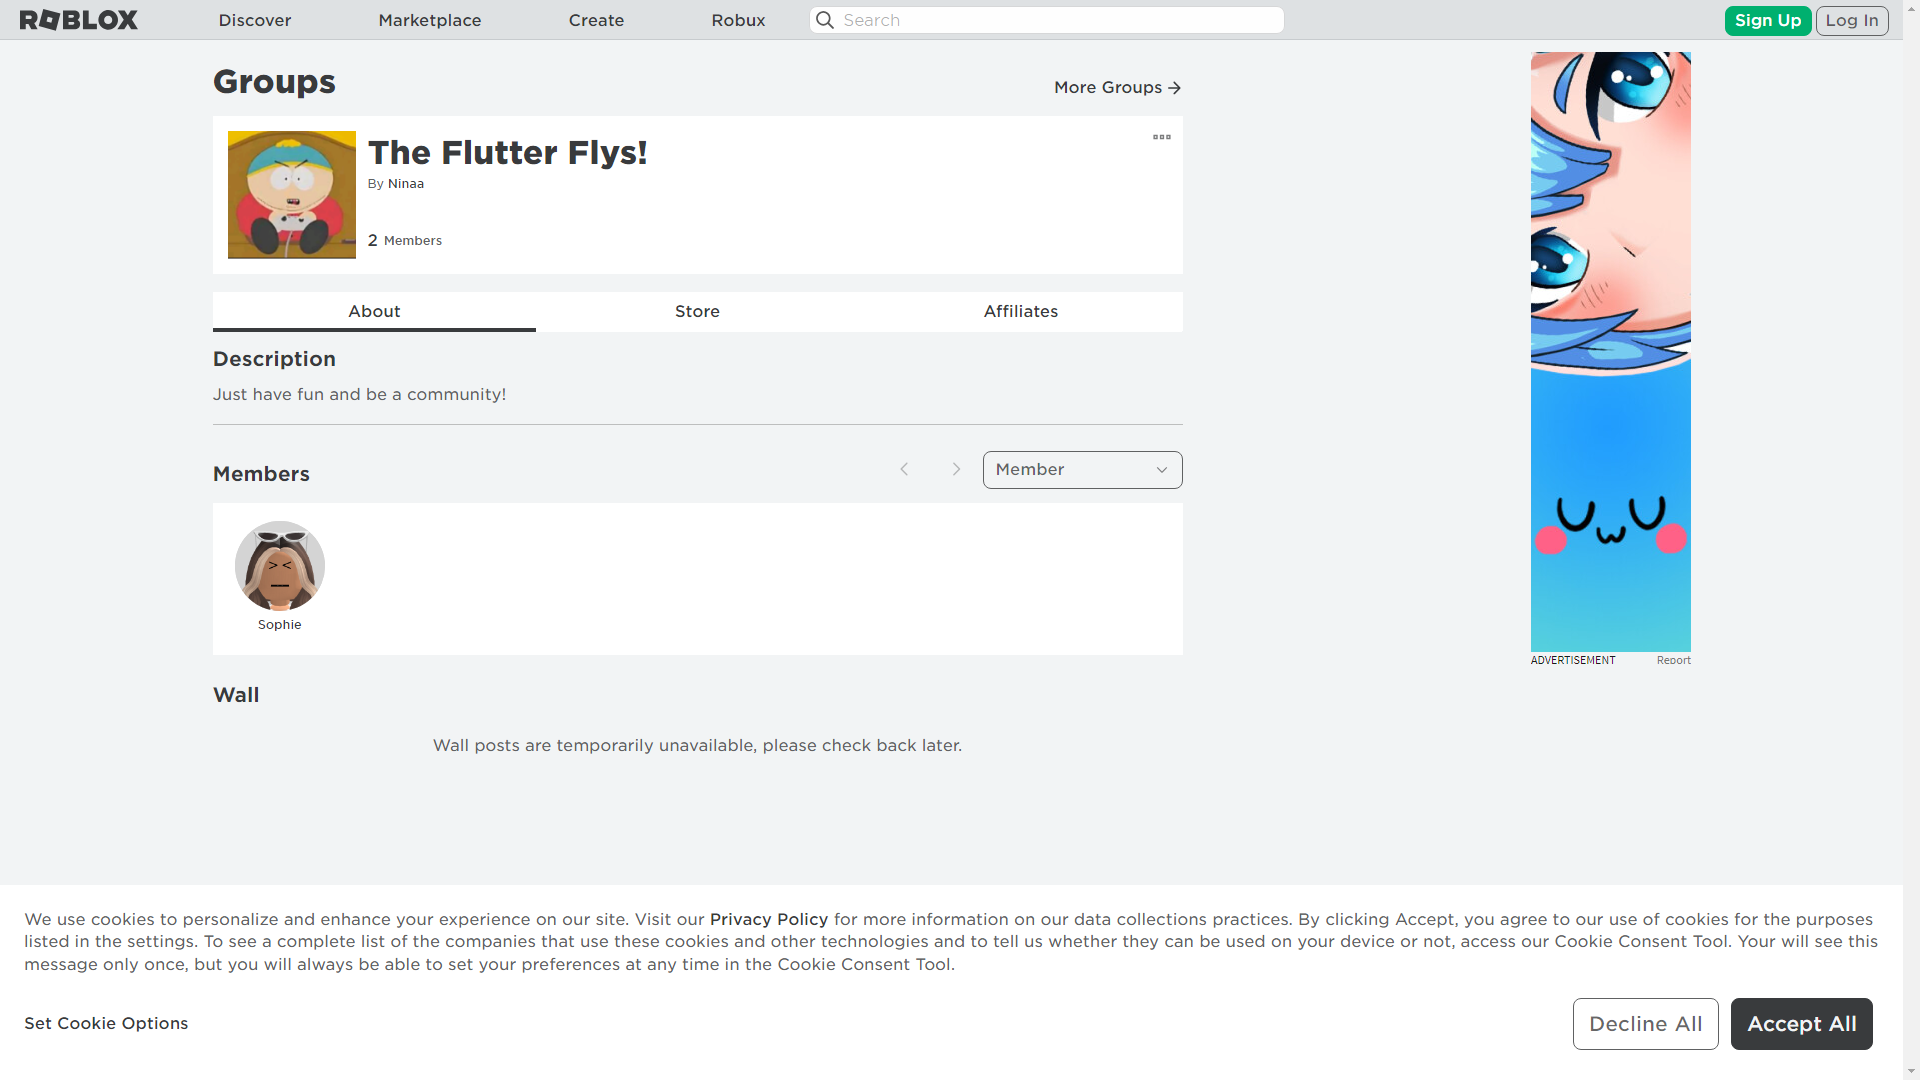 ROBLOX
Discover
Marketplace
Create
Robux
Search
Sign Up
Log In
Groups
More Groups
The Flutter Flys!
By Ninaa
2 Members
About
Store
Affiliates
Description
Just have fun and be a community!
Members
Member
Sophie
ADVERTISEMENT
Report
Wall
Wall posts are temporarily unavailable, please check back later.
We use cookies to personalize and enhance your experience on our site. Visit our Privacy Policy for more information on our data collections practices. By clicking Accept, you agree to our use of cookies for the purposes
listed in the settings. To see a complete list of the companies that use these cookies and other technologies and to tell us whether they can be used on your device or not, access our Cookie Consent Tool. Your will see this
message only once, but you will always be able to set your preferences at any time in the Cookie Consent Tool.
Set Cookie Options
Decline All
Accept All